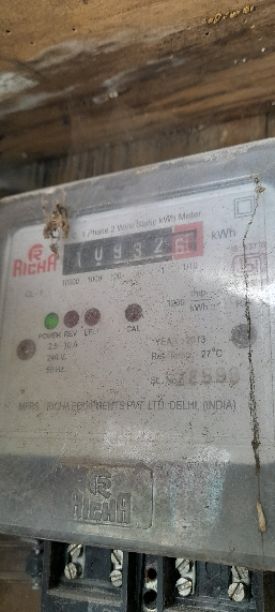 1 Phase 2 Wire Static kWh Meter
RICHA
10932 6 kWh
10000 1000 100 10 1 1/10
CL-1
POWER REV CAL
2.5 - 10 A
240 V.
50 Hz.
YEAR 2013
Ref. Temp. 27°C
MFRS. RICHA EQUIPMENTS PVT. LTD. DELHI, (INDIA)
RICHA